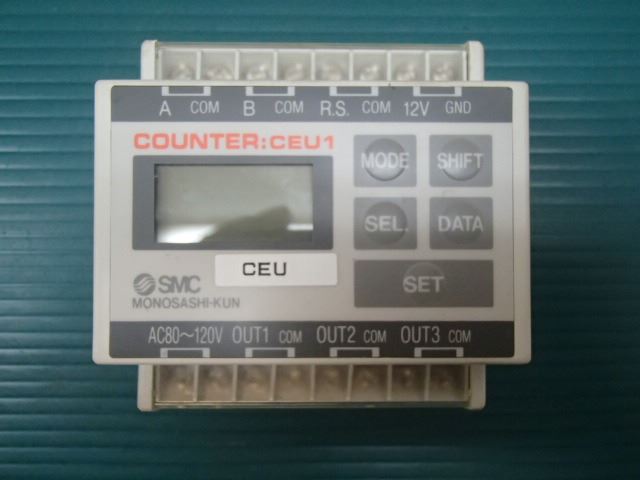 A COM B COM R.S. COM 12V GND
COUNTER:CEU1
MODE SHIFT
SEL. DATA
CEU
SET
SMC
MONOSASHI-KUN
AC80～120V OUT1 COM OUT2 COM OUT3 COM